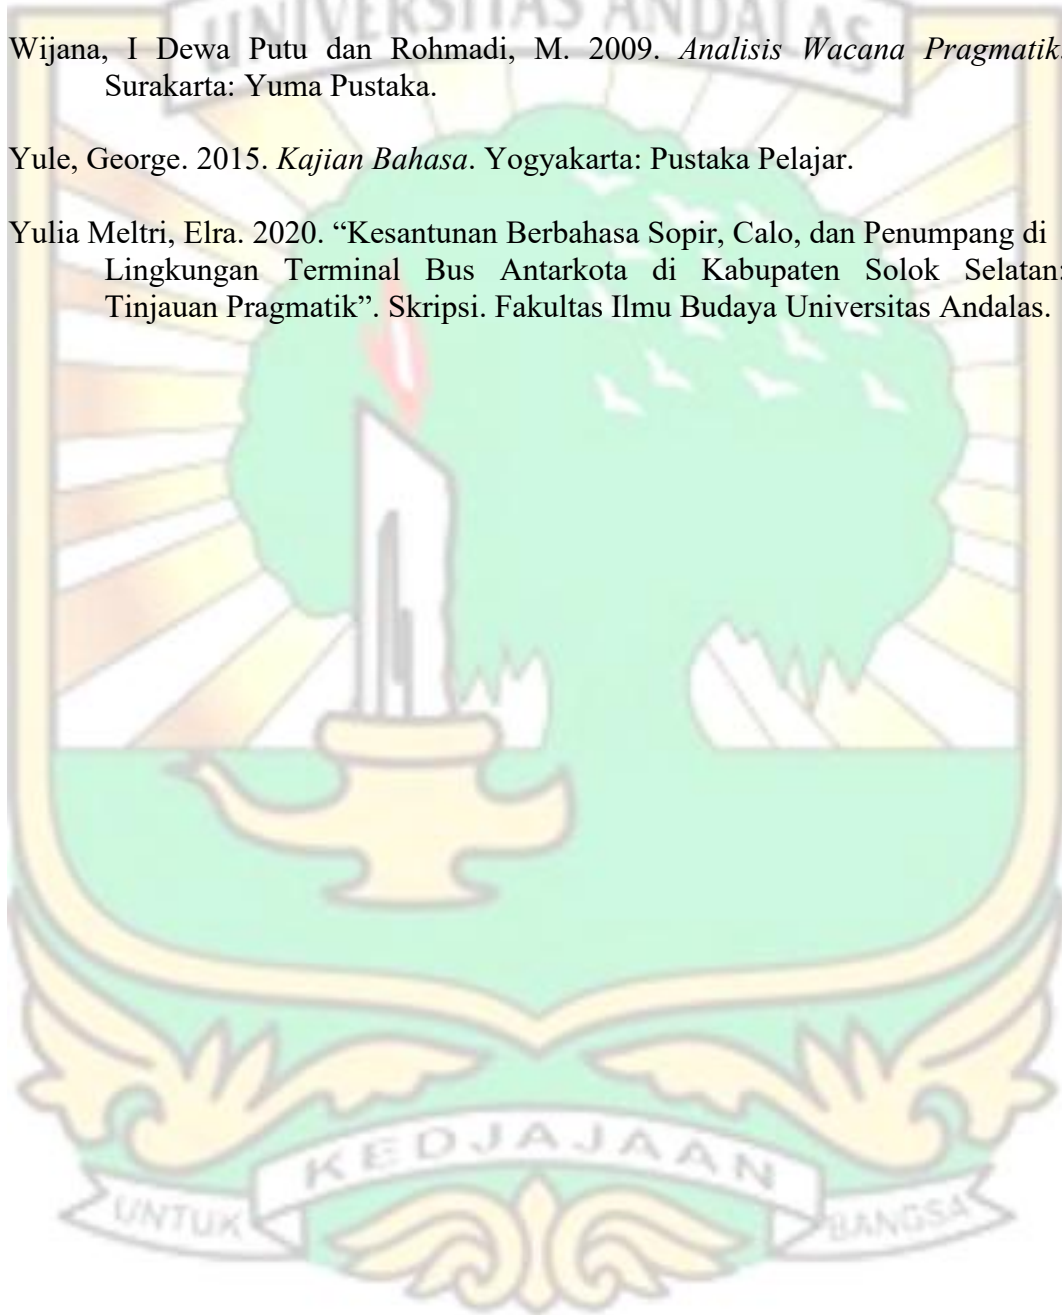 UNIVERSITAS ANDALAS
Wijana, I Dewa Putu dan Rohmadi, M. 2009. Analisis Wacana Pragmatik.
Surakarta: Yuma Pustaka.
Yule, George. 2015. Kajian Bahasa. Yogyakarta: Pustaka Pelajar.
Yulia Meltri, Elra. 2020. “Kesantunan Berbahasa Sopir, Calo, dan Penumpang di
Lingkungan Terminal Bus Antarkota di Kabupaten Solok Selatan:
Tinjauan Pragmatik”. Skripsi. Fakultas Ilmu Budaya Universitas Andalas.
KEDJAJAAN
UNTUK BANGSA